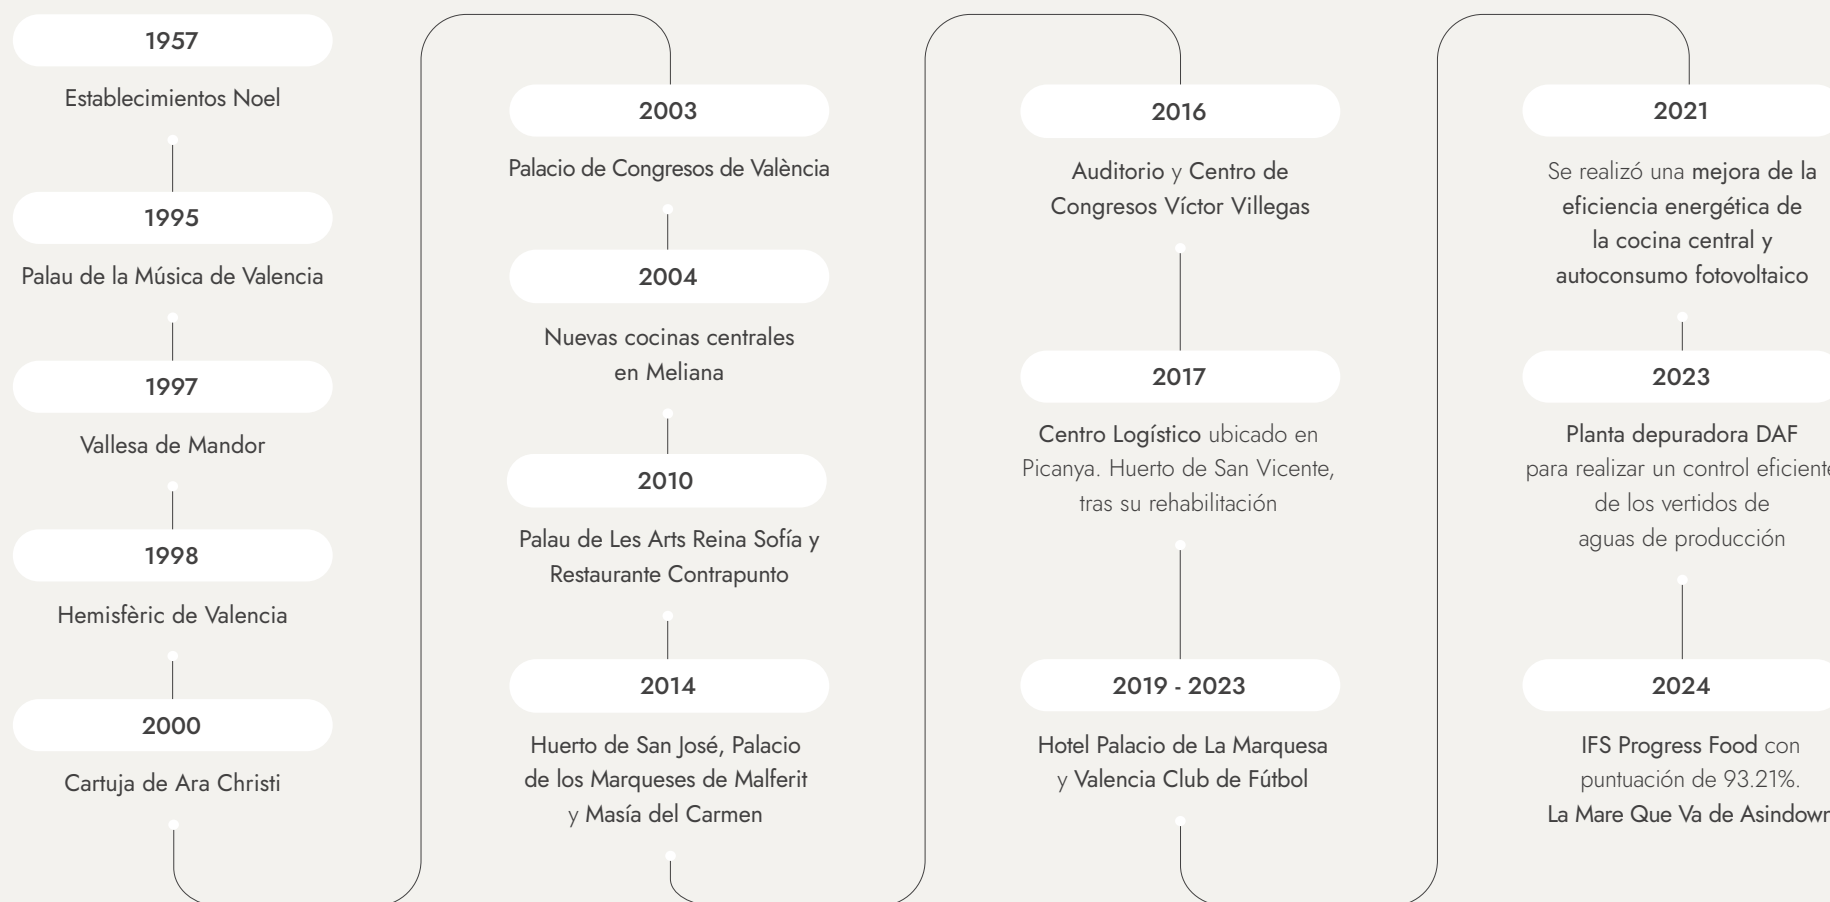 1957
Establecimientos Noel
1995
Palau de la Música de Valencia
1997
Vallesa de Mandor
1998
Hemisfèric de Valencia
2000
Cartuja de Ara Christi
2003
Palacio de Congresos de València
2004
Nuevas cocinas centrales
en Meliana
2010
Palau de Les Arts Reina Sofía y
Restaurante Contrapunto
2014
Huerto de San José, Palacio
de los Marqueses de Malferit
y Masía del Carmen
2016
Auditorio y Centro de
Congresos Víctor Villegas
2017
Centro Logístico ubicado en
Picanya. Huerto de San Vicente,
tras su rehabilitación
2019 - 2023
Hotel Palacio de La Marquesa
y Valencia Club de Fútbol
2021
Se realizó una mejora de la
eficiencia energética de
la cocina central y
autoconsumo fotovoltaico
2023
Planta depuradora DAF
para realizar un control eficiente
de los vertidos de
aguas de producción
2024
IFS Progress Food con
puntuación de 93.21%.
La Mare Que Va de Asindown